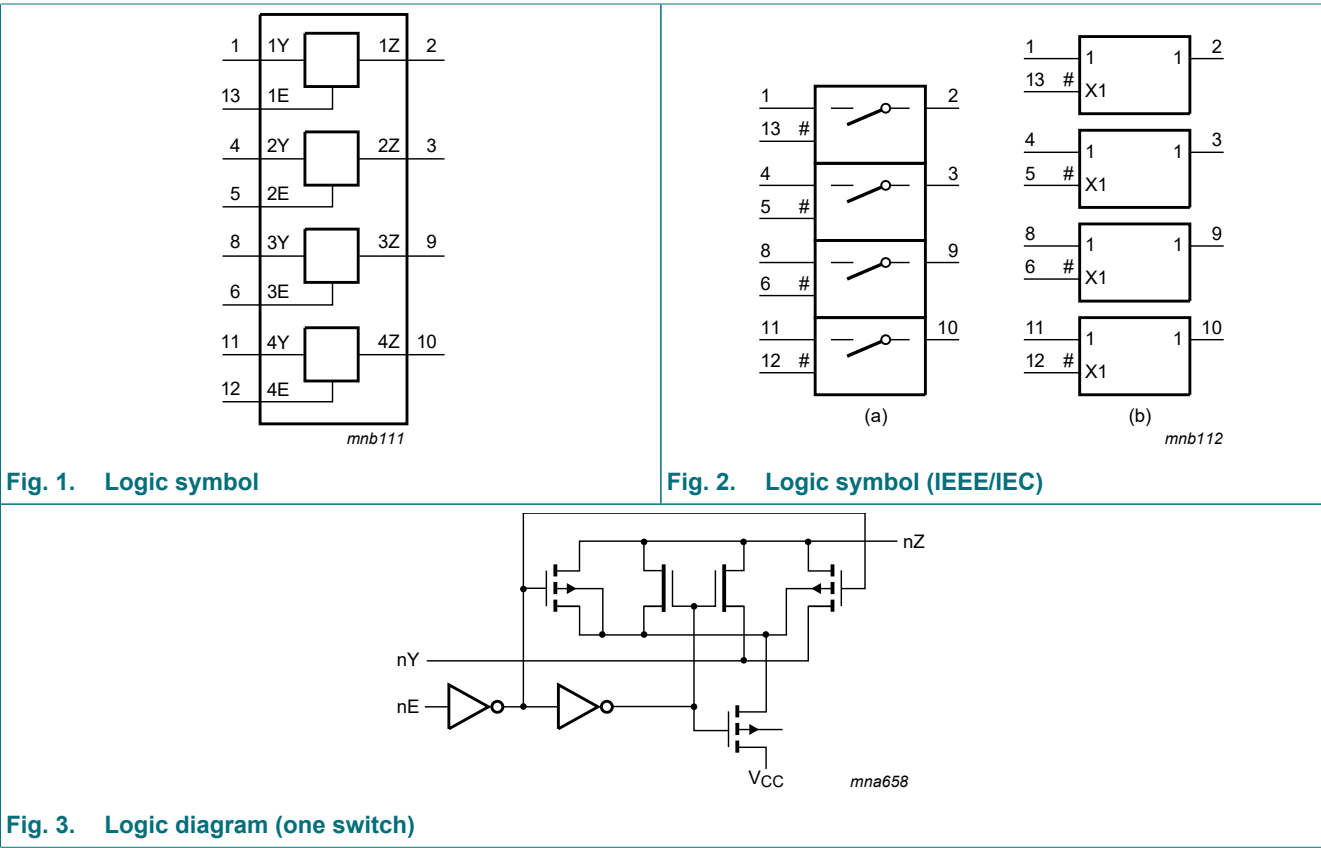 1 1Y 1Z 2
13 1E
4 2Y 2Z 3
5 2E
8 3Y 3Z 9
6 3E
11 4Y 4Z 10
12 4E
mnb111
Fig. 1. Logic symbol
1 2
13 #
4 3
5 #
8 9
6 #
11 10
12 #
(a)
1 1 1 2
13 # X1
4 1 1 3
5 # X1
8 1 1 9
6 # X1
11 1 1 10
12 # X1
(b)
mnb112
Fig. 2. Logic symbol (IEEE/IEC)
nZ
nY
nE
VCC
mna658
Fig. 3. Logic diagram (one switch)